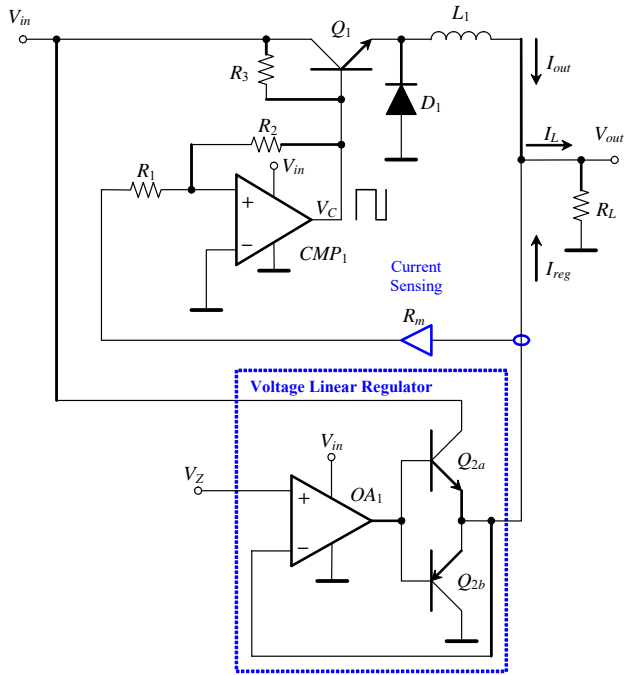 Vin
Q1
L1
R3
Iout
D1
R2
Vin
IL
Vout
R1
+
VC
RL
−
CMP1
Current
Sensing
Ireg
Rm
Voltage Linear Regulator
Vin
Q2a
VZ
OA1
+
−
Q2b